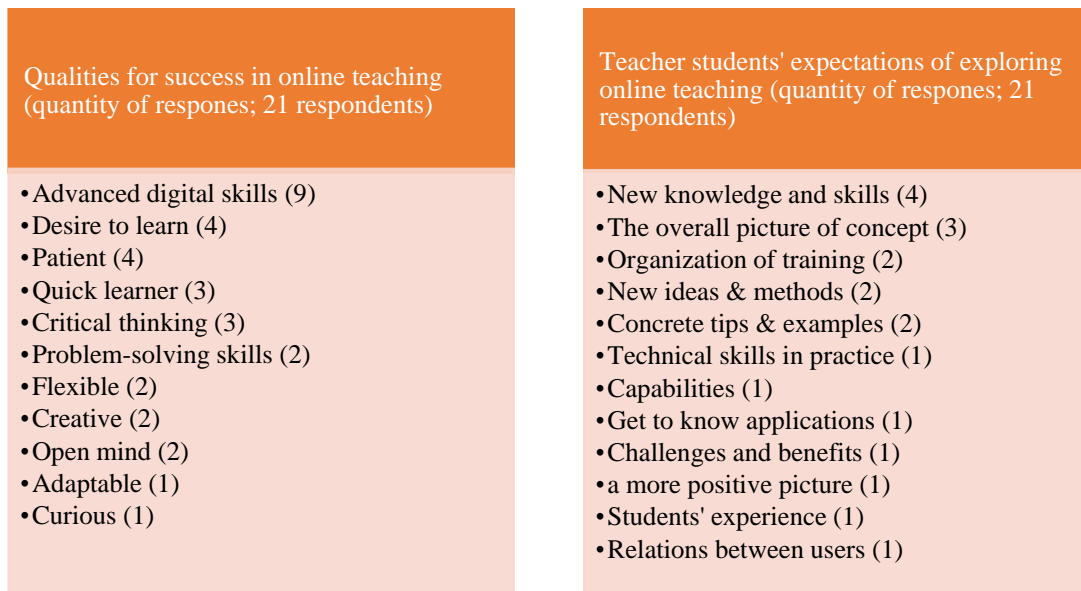 Qualities for success in online teaching
(quantity of respones; 21 respondents)
•Advanced digital skills (9)
•Desire to learn (4)
•Patient (4)
•Quick learner (3)
•Critical thinking (3)
•Problem-solving skills (2)
•Flexible (2)
•Creative (2)
•Open mind (2)
•Adaptable (1)
•Curious (1)
Teacher students' expectations of exploring
online teaching (quantity of respones; 21
respondents)
•New knowledge and skills (4)
•The overall picture of concept (3)
•Organization of training (2)
•New ideas & methods (2)
•Concrete tips & examples (2)
•Technical skills in practice (1)
•Capabilities (1)
•Get to know applications (1)
•Challenges and benefits (1)
•a more positive picture (1)
•Students' experience (1)
•Relations between users (1)